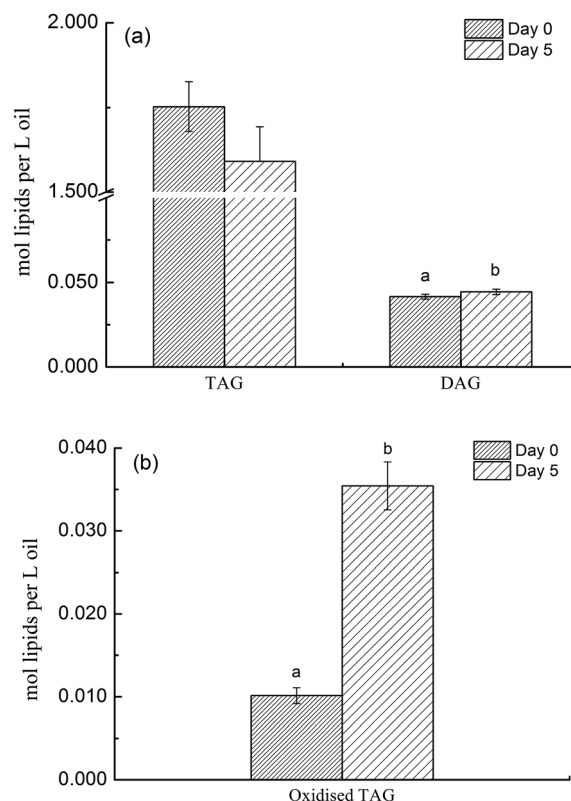 2.000
(a)
Day 0
Day 5
mol lipids per L oil
1.500
a
b
0.050
0.000
TAG
DAG
0.040
(b)
Day 0
Day 5
b
0.030
mol lipids per L oil
0.020
a
0.010
0.000
Oxidised TAG